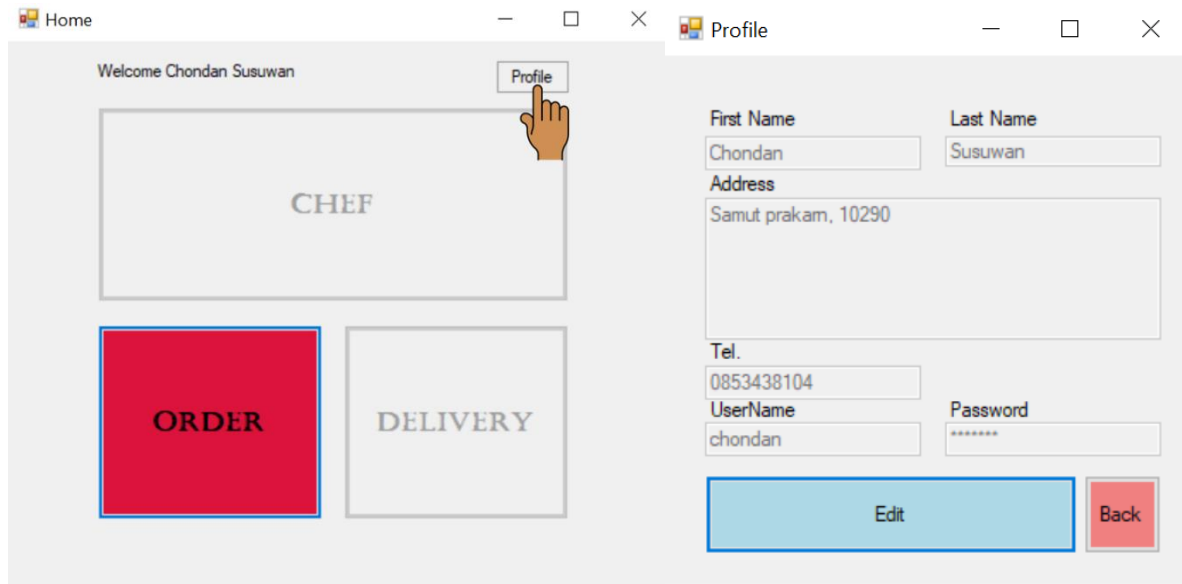 Home
Welcome Chondan Susuwan
Profile
CHEF
ORDER
DELIVERY
Profile
First Name
Last Name
Chondan
Susuwan
Address
Samut prakarn, 10290
Tel.
0853438104
UserName
Password
chondan
*******
Edit
Back